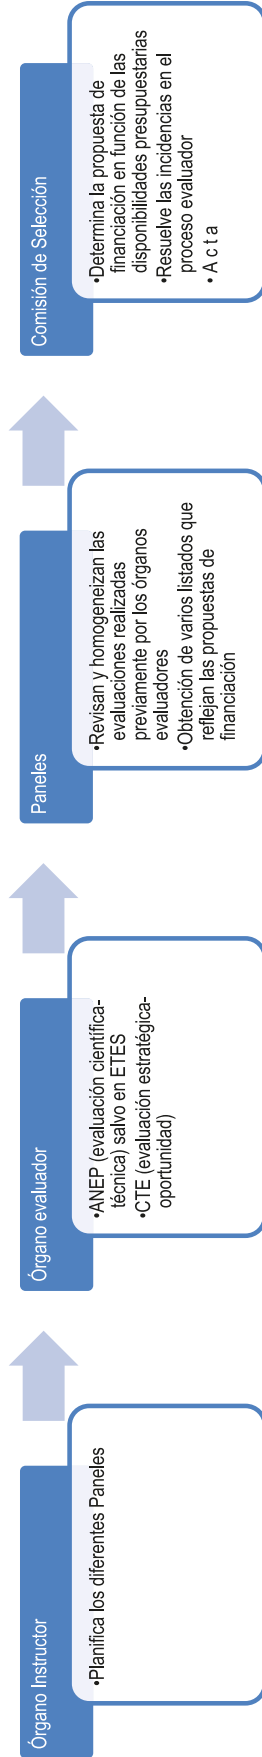 Órgano Instructor
•Planifica los diferentes Paneles
Órgano evaluador
•ANEP (evaluación científica-
técnica) salvo en ETES
•CTE (evaluación estratégica-
oportunidad)
Paneles
•Revisan y homogeneizan las
evaluaciones realizadas
previamente por los órganos
evaluadores
•Obtención de varios listados que
reflejan las propuestas de
financiación
Comisión de Selección
•Determina la propuesta de
financiación en función de las
disponibilidades presupuestarias
•Resuelve las incidencias en el
proceso evaluador
• A c t a